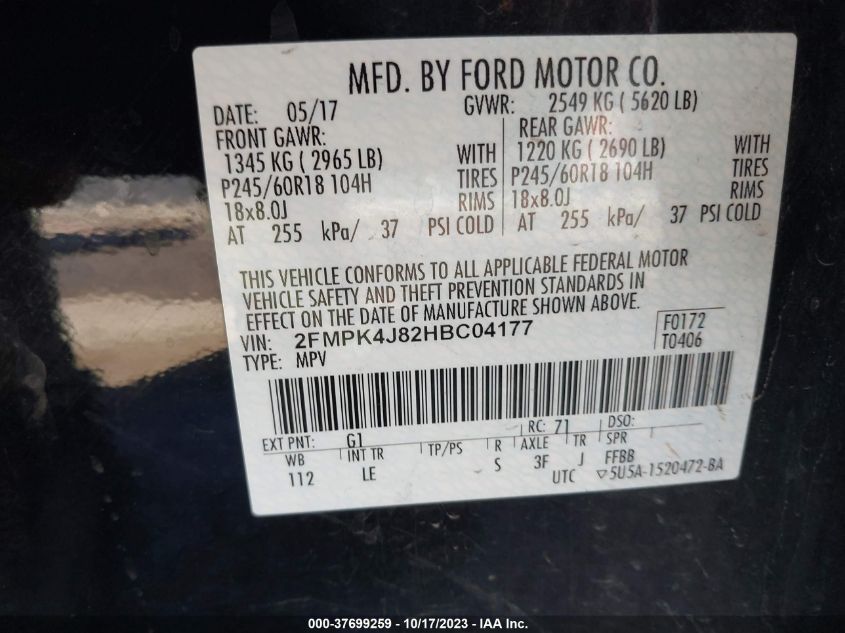 MFD. BY FORD MOTOR CO.
DATE: 05/17 GVWR: 2549 KG ( 5620 LB)
FRONT GAWR: REAR GAWR:
1345 KG ( 2965 LB) WITH 1220 KG ( 2690 LB) WITH
P245/60R18 104H TIRES P245/60R18 104H TIRES
18x8.0J RIMS 18x8.0J RIMS
AT 255 kPa/ 37 PSI COLD AT 255 kPa/ 37 PSI COLD
THIS VEHICLE CONFORMS TO ALL APPLICABLE FEDERAL MOTOR
VEHICLE SAFETY AND THEFT PREVENTION STANDARDS IN
EFFECT ON THE DATE OF MANUFACTURE SHOWN ABOVE.
VIN: 2FMPK4J82HBC04177 F0172
TYPE: MPV T0406
EXT PNT: G1 RC: 71 DSO:
WB INT TR TP/PS R AXLE TR SPR
112 LE S 3F J FFBB
UTC ▽5U5A-1520472-BA
000-37699259 | 10/17/2023 - IAA Inc.